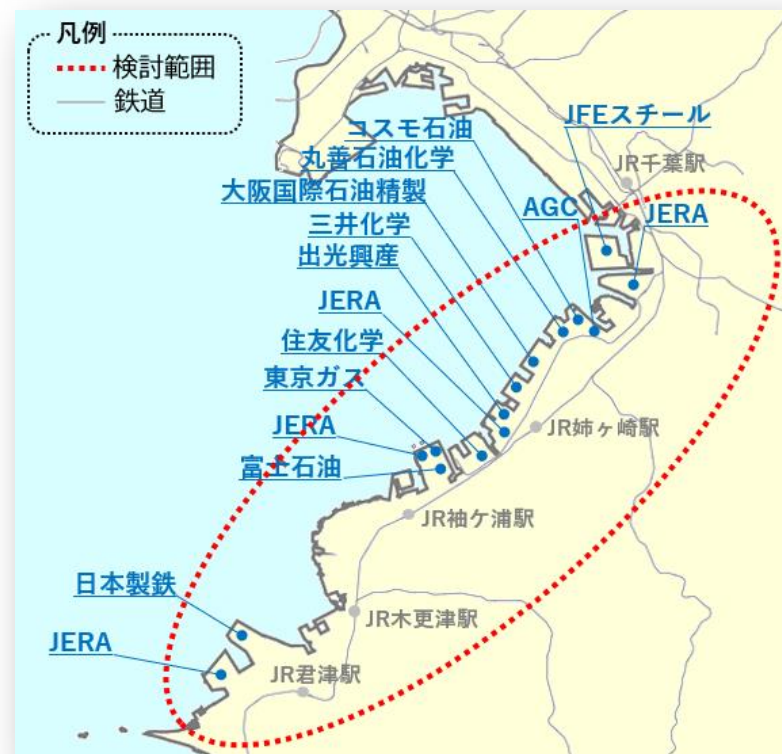 凡例
検討範囲
鉄道
コスモ石油
JFEスチール
丸善石油化学
JR千葉駅
大阪国際石油精製
AGC
JERA
三井化学
出光興産
JERA
住友化学
東京ガス
JERA
JR姉ヶ崎駅
富士石油
JR袖ケ浦駅
日本製鉄
JR木更津駅
JERA
JR君津駅